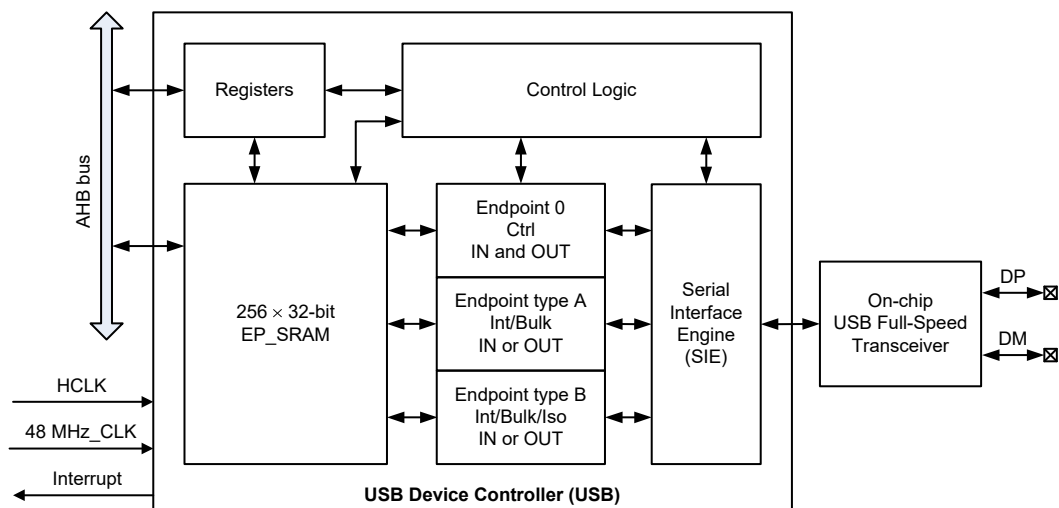 AHB bus
Registers
Control Logic
256 × 32-bit
EP_SRAM
Endpoint 0
Ctrl
IN and OUT
Endpoint type A
Int/Bulk
IN or OUT
Endpoint type B
Int/Bulk/Iso
IN or OUT
Serial
Interface
Engine
(SIE)
On-chip
USB Full-Speed
Transceiver
DP
DM
HCLK
48 MHz_CLK
Interrupt
USB Device Controller (USB)